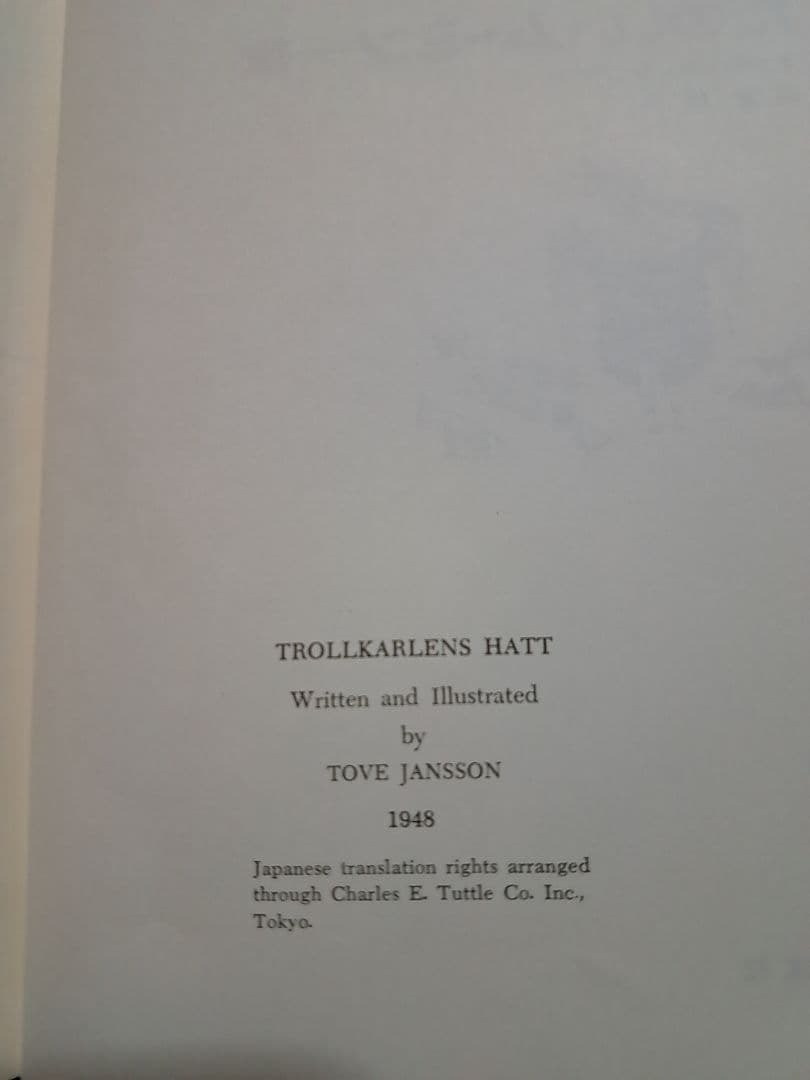 TROLLKARLENS HATT
Written and Illustrated
by
TOVE JANSSON
1948
Japanese translation rights arranged
through Charles E. Tuttle Co. Inc.,
Tokyo.